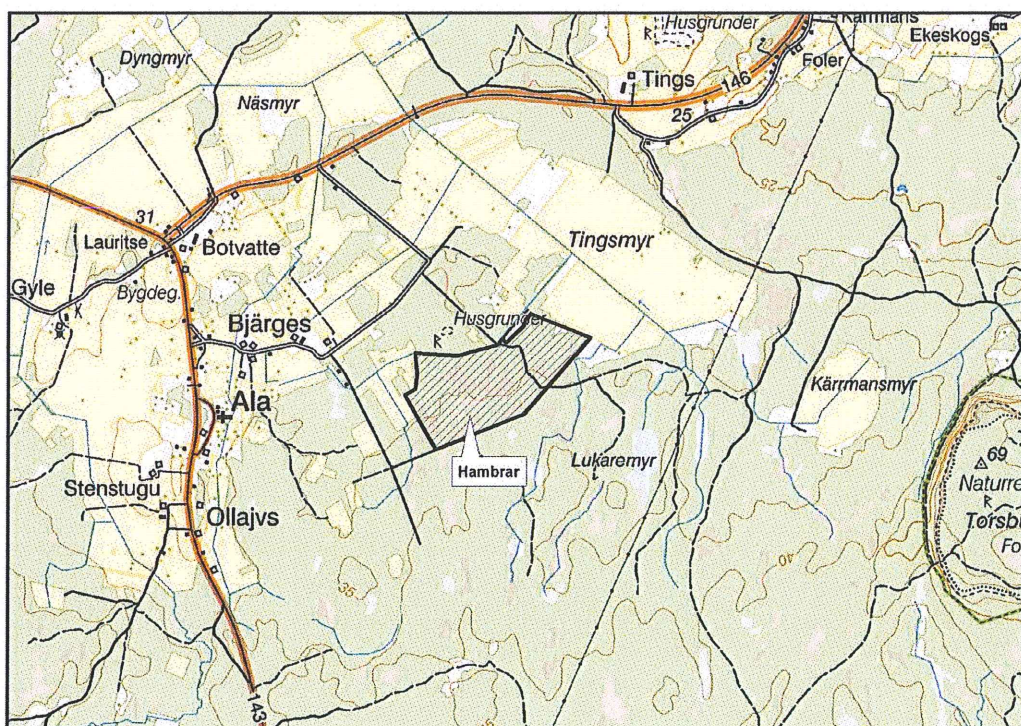 Husgrunder
Kärrmans
Ekeskogs
Dyngmyr
Foler
Tings
146
Näsmyr
25
25
31
Lauritse
Botvatte
Tingsmyr
Gyle
Bygdeg.
Bjärges
Husgrunder
Kärrmansmyr
Ala
Lukaremyr
69
Hambrar
Stenstugu
Ollajvs
40
35
143